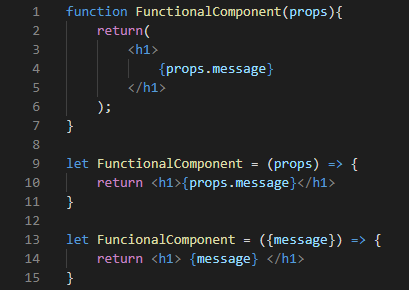 1 function FunctionalComponent(props){
2 return(
3 <h1>
4 {props.message}
5 </h1>
6 );
7 }
8
9 let FunctionalComponent = (props) => {
10 return <h1>{props.message}</h1>
11 }
12
13 let FuncionalComponent = ({message}) => {
14 return <h1> {message} </h1>
15 }